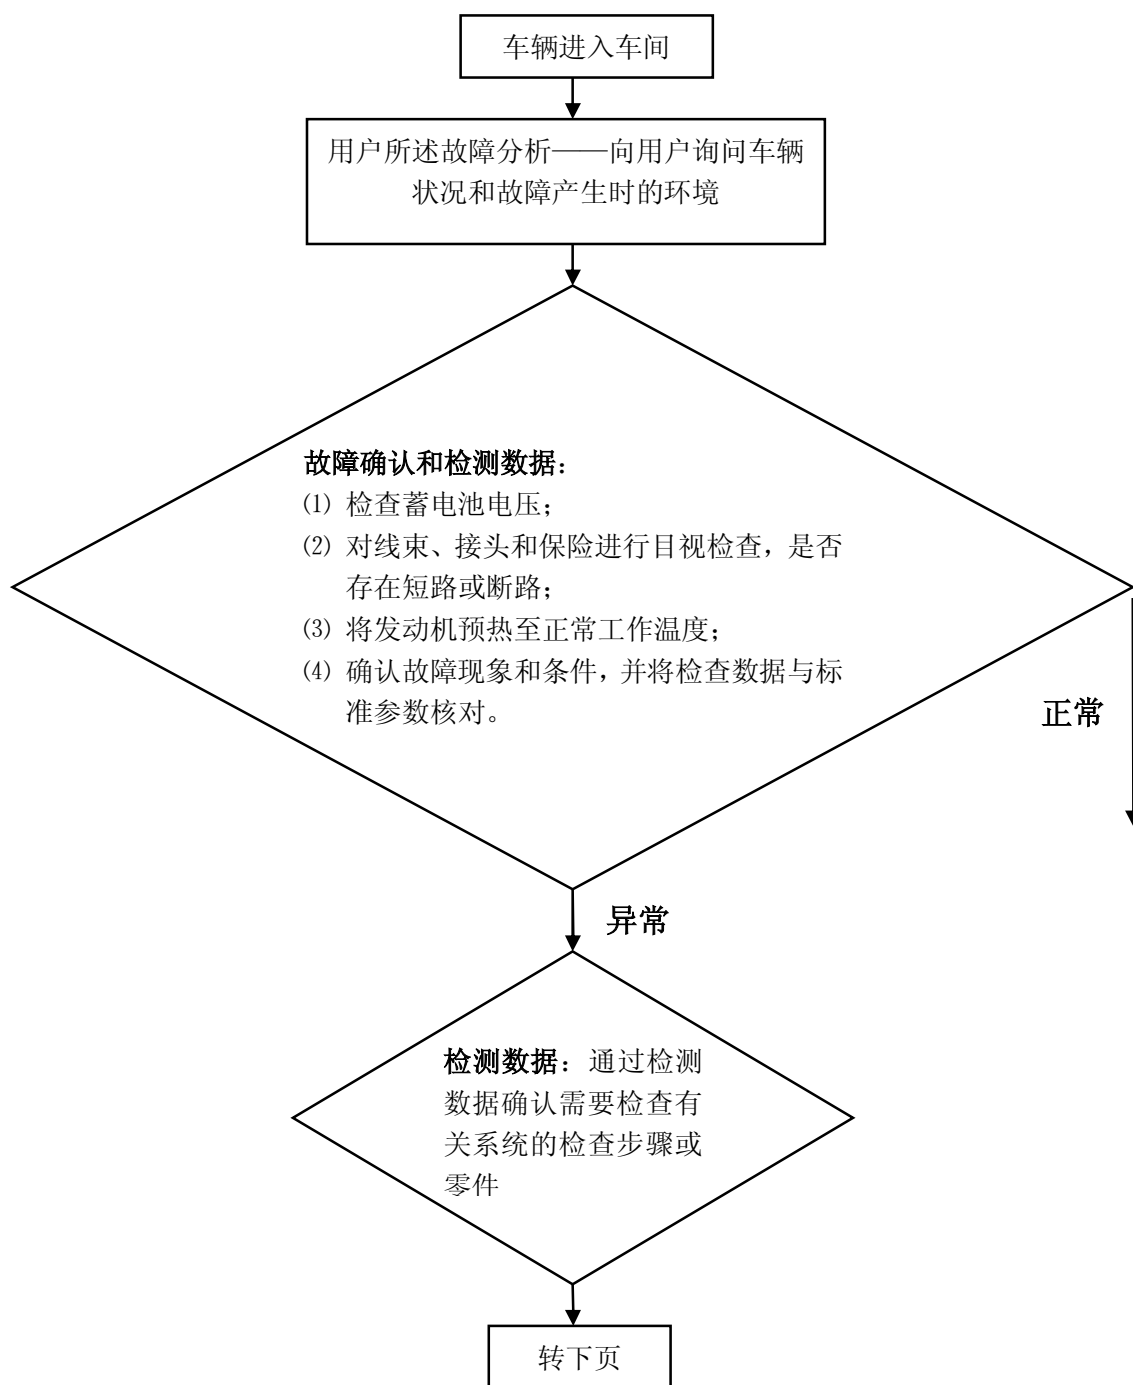 车辆进入车间
用户所述故障分析——向用户询问车辆
状况和故障产生时的环境
故障确认和检测数据：
⑴ 检查蓄电池电压；
⑵ 对线束、接头和保险进行目视检查，是否
存在短路或断路；
⑶ 将发动机预热至正常工作温度；
⑷ 确认故障现象和条件，并将检查数据与标
准参数核对。
正常
异常
检测数据：通过检测
数据确认需要检查有
关系统的检查步骤或
零件
转下页